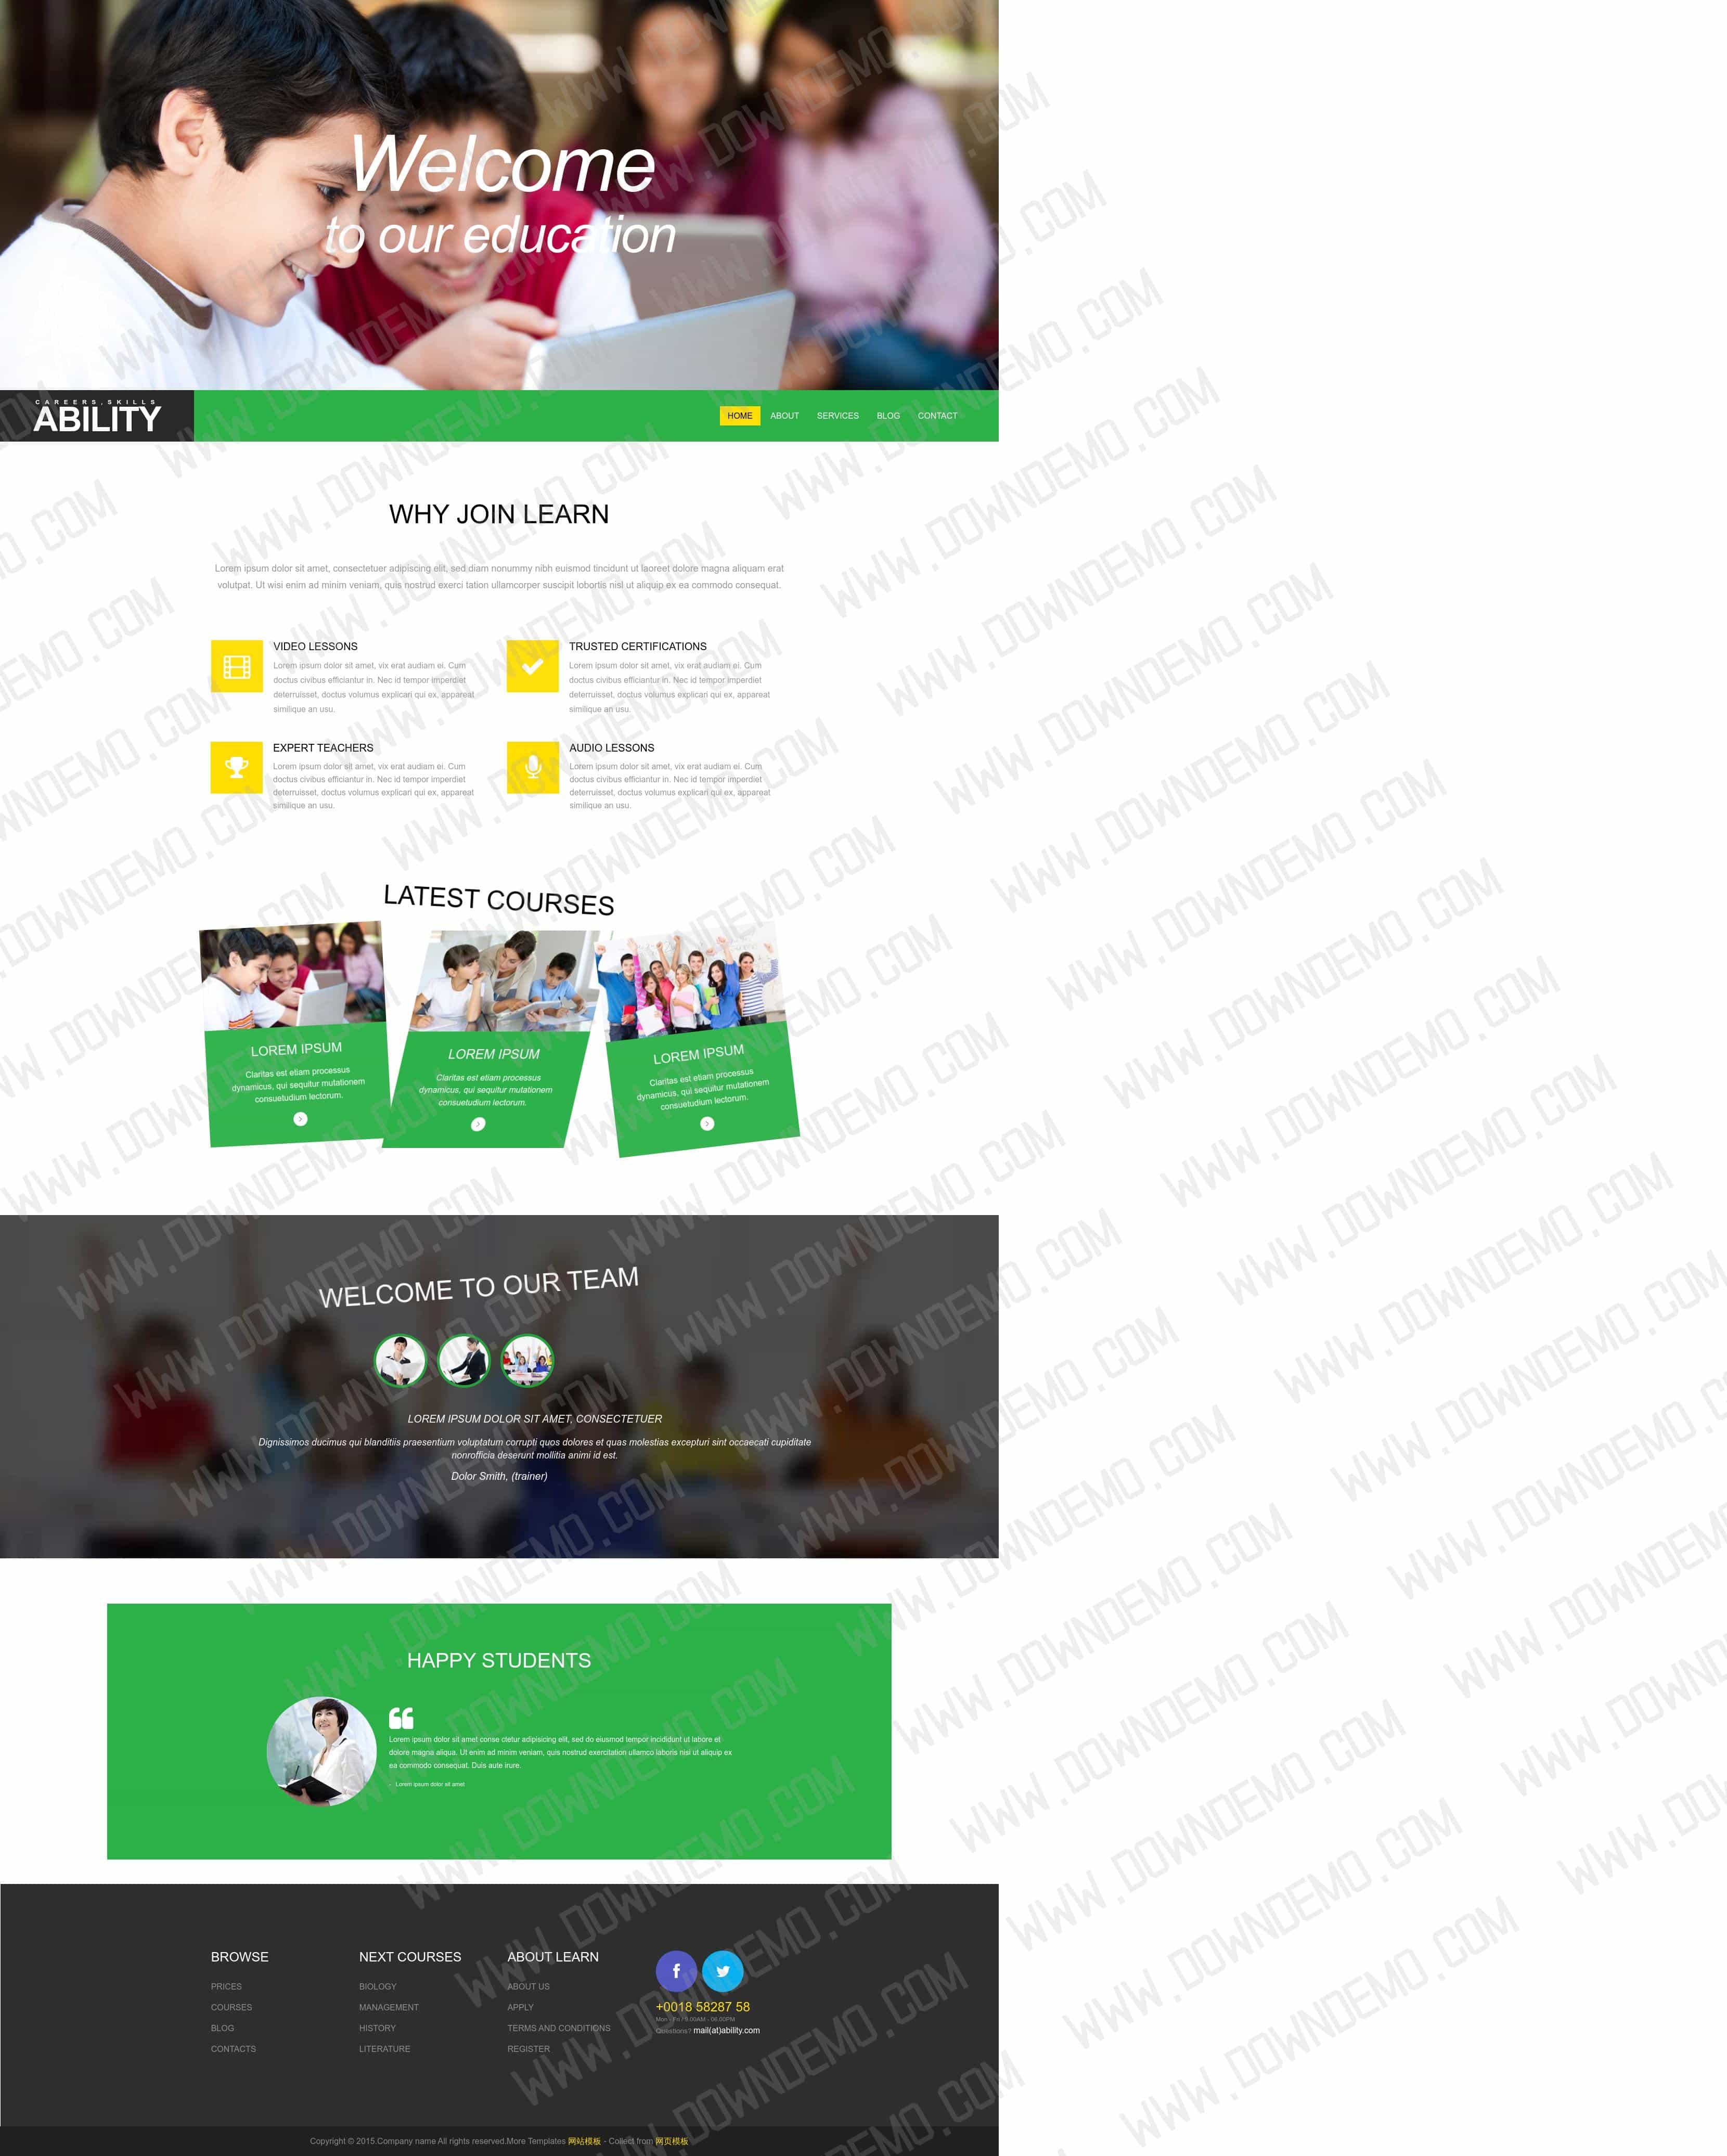 Welcome
to our education
CAREERS,SKILLS
ABILITY
HOME ABOUT SERVICES BLOG CONTACT
WHY JOIN LEARN
Lorem ipsum dolor sit amet, consectetuer adipiscing elit, sed diam nonummy nibh euismod tincidunt ut laoreet dolore magna aliquam erat
volutpat. Ut wisi enim ad minim veniam, quis nostrud exerci tation ullamcorper suscipit lobortis nisl ut aliquip ex ea commodo consequat.
VIDEO LESSONS
Lorem ipsum dolor sit amet, vix erat audiam ei. Cum
doctus civibus efficiantur in. Nec id tempor imperdiet
deterruisset, doctus volumus explicari qui ex, appareat
similique an usu.
TRUSTED CERTIFICATIONS
Lorem ipsum dolor sit amet, vix erat audiam ei. Cum
doctus civibus efficiantur in. Nec id tempor imperdiet
deterruisset, doctus volumus explicari qui ex, appareat
similique an usu.
EXPERT TEACHERS
Lorem ipsum dolor sit amet, vix erat audiam ei. Cum
doctus civibus efficiantur in. Nec id tempor imperdiet
deterruisset, doctus volumus explicari qui ex, appareat
similique an usu.
AUDIO LESSONS
Lorem ipsum dolor sit amet, vix erat audiam ei. Cum
doctus civibus efficiantur in. Nec id tempor imperdiet
deterruisset, doctus volumus explicari qui ex, appareat
similique an usu.
LATEST COURSES
LOREM IPSUM
Claritas est etiam processus
dynamicus, qui sequitur mutationem
consuetudium lectorum.
LOREM IPSUM
Claritas est etiam processus
dynamicus, qui sequitur mutationem
consuetudium lectorum.
LOREM IPSUM
Claritas est etiam processus
dynamicus, qui sequitur mutationem
consuetudium lectorum.
WELCOME TO OUR TEAM
LOREM IPSUM DOLOR SIT AMET, CONSECTETUER
Dignissimos ducimus qui blanditiis praesentium voluptatum corrupti quos dolores et quas molestias excepturi sint occaecati cupiditate
nonrofficia deserunt mollitia animi id est.
Dolor Smith, (trainer)
HAPPY STUDENTS
Lorem ipsum dolor sit amet conse ctetur adipisicing elit, sed do eiusmod tempor incididunt ut labore et
dolore magna aliqua. Ut enim ad minim veniam, quis nostrud exercitation ullamco laboris nisi ut aliquip ex
ea commodo consequat. Duis aute irure.
- Lorem ipsum dolor sit amet
BROWSE
PRICES
COURSES
BLOG
CONTACTS
NEXT COURSES
BIOLOGY
MANAGEMENT
HISTORY
LITERATURE
ABOUT LEARN
ABOUT US
APPLY
TERMS AND CONDITIONS
REGISTER
+0018 58287 58
Mon - Fri / 9.00AM - 06.00PM
Questions? mail(at)ability.com
Copyright © 2015.Company name All rights reserved.More Templates 网站模板 - Collect from 网页模板
WWW.DOWNDEMO.COM